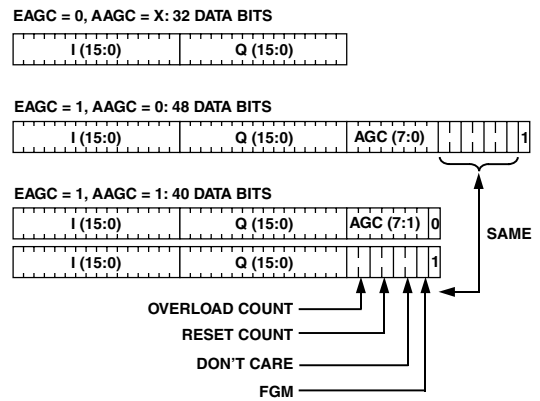 EAGC = 0, AAGC = X: 32 DATA BITS
I (15:0) Q (15:0)
EAGC = 1, AAGC = 0: 48 DATA BITS
I (15:0) Q (15:0) AGC (7:0) 1
EAGC = 1, AAGC = 1: 40 DATA BITS
I (15:0) Q (15:0) AGC (7:1) 0
SAME
I (15:0) Q (15:0) 1
OVERLOAD COUNT
RESET COUNT
DON'T CARE
FGM